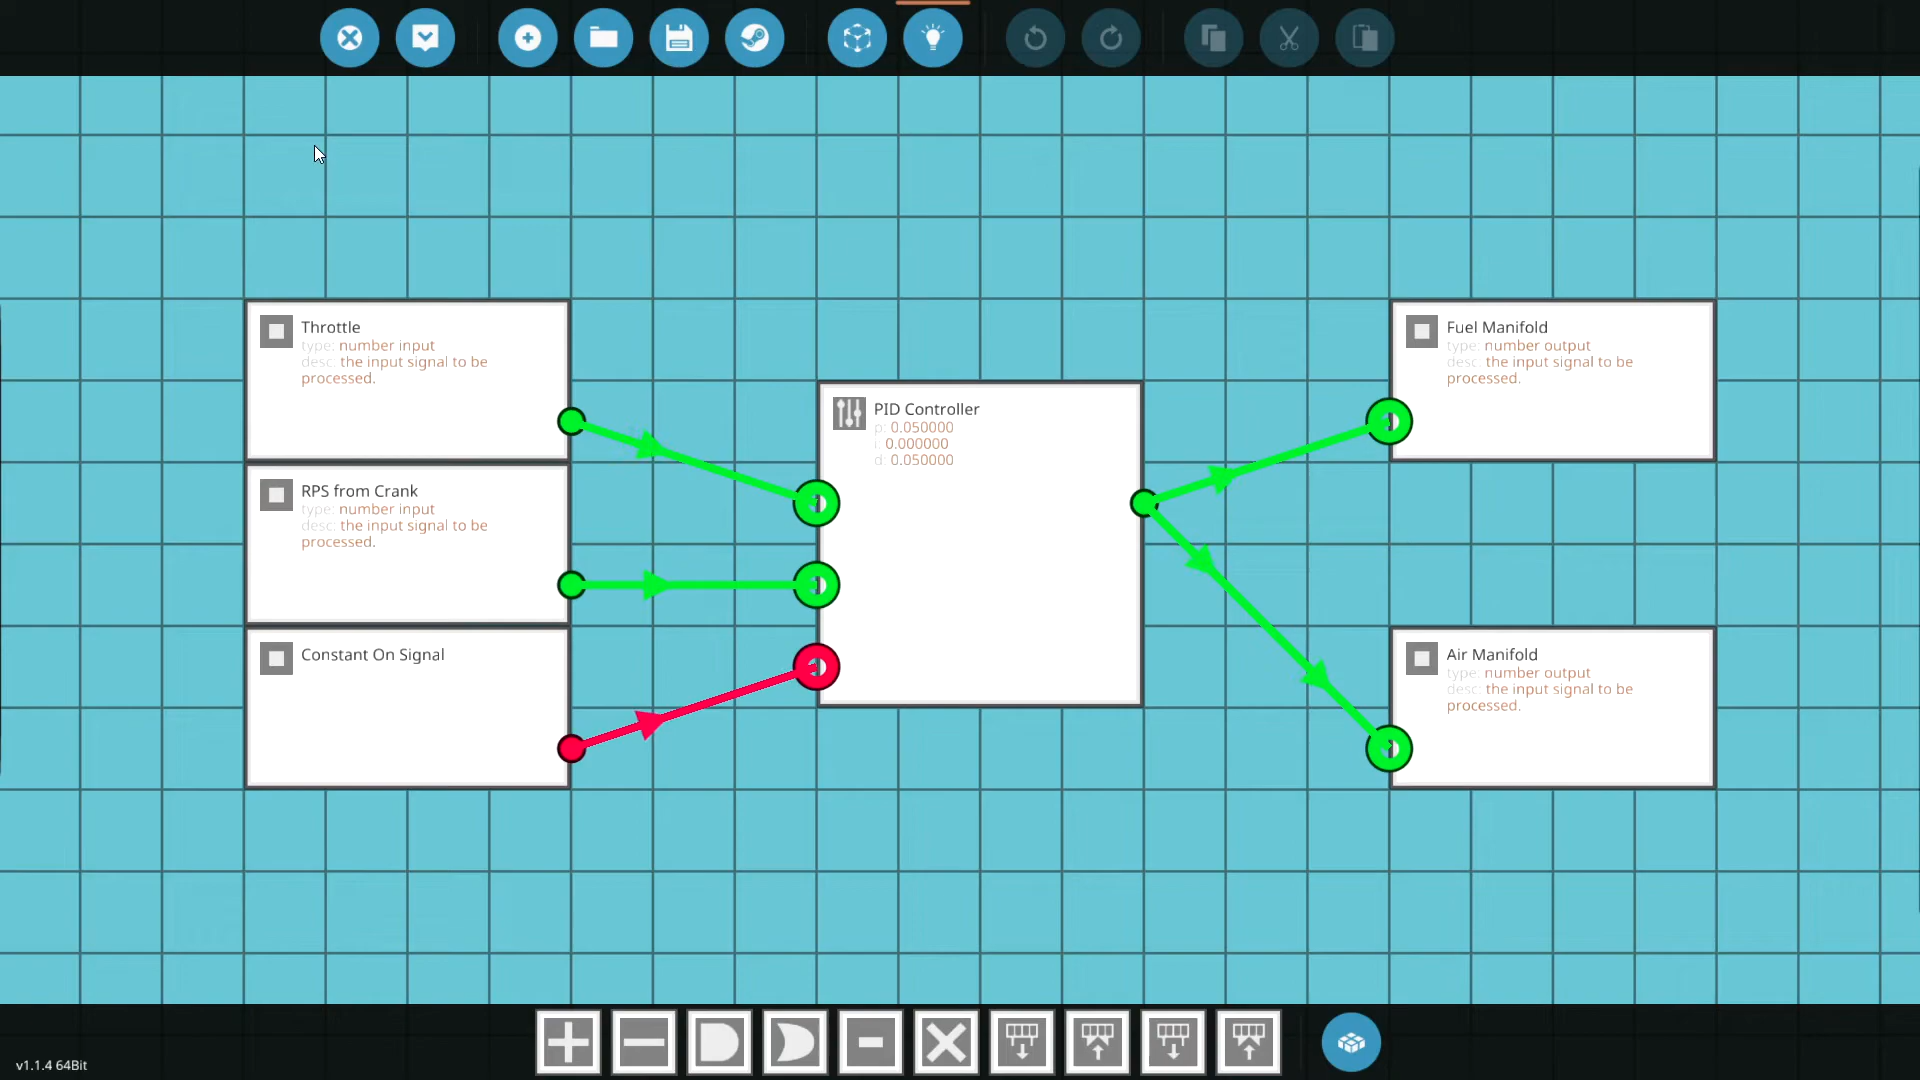 Throttle
type: number input
desc: the input signal to be
processed.
RPS from Crank
type: number input
desc: the input signal to be
processed.
Constant On Signal
PID Controller
p: 0.050000
i: 0.000000
d: 0.050000
Fuel Manifold
type: number output
desc: the input signal to be
processed.
Air Manifold
type: number output
desc: the input signal to be
processed.
v1.1.4 64Bit